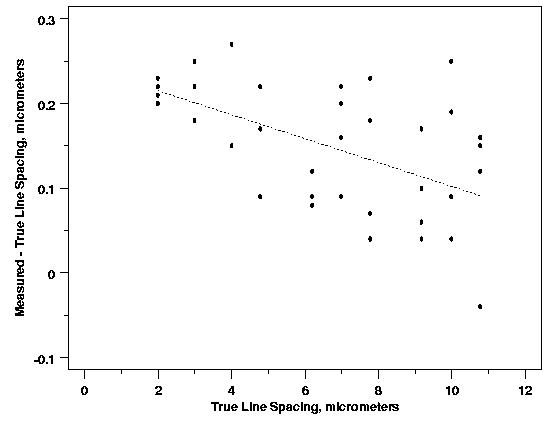 0.3
0.2
0.1
0
-0.1
Measured - True Line Spacing, micrometers
0 2 4 6 8 10 12
True Line Spacing, micrometers